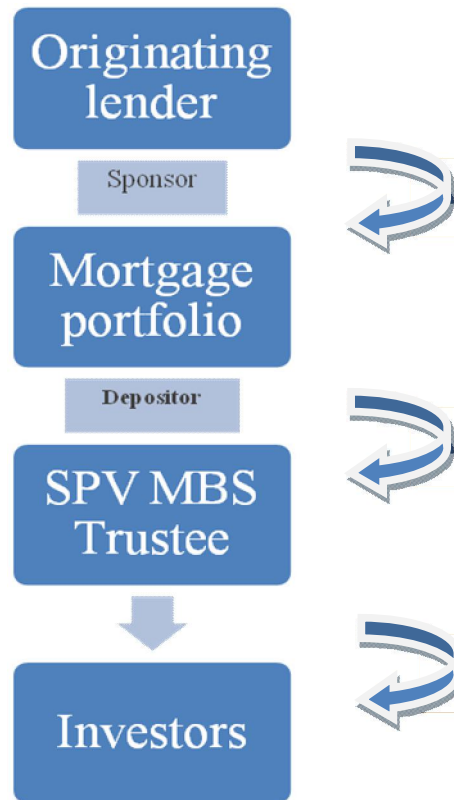 Originating
lender
Sponsor
Mortgage
portfolio
Depositor
SPV MBS
Trustee
Investors